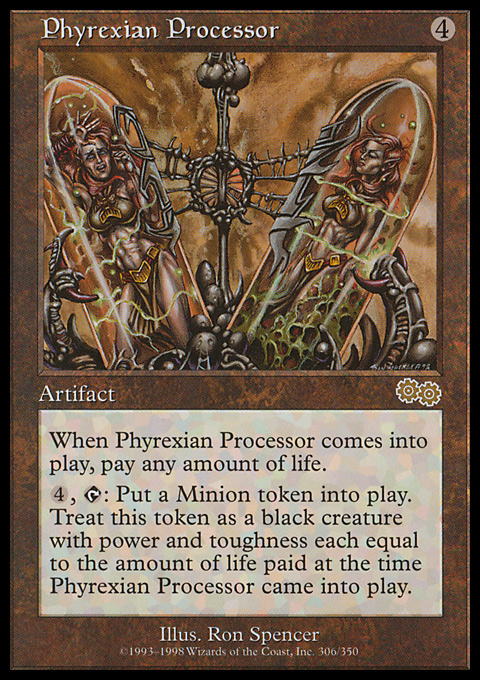 Phyrexian Processor 4
Artifact
When Phyrexian Processor comes into
play, pay any amount of life.
4, : Put a Minion token into play.
Treat this token as a black creature
with power and toughness each equal
to the amount of life paid at the time
Phyrexian Processor came into play.
Illus. Ron Spencer
©1993–1998 Wizards of the Coast, Inc. 306/350